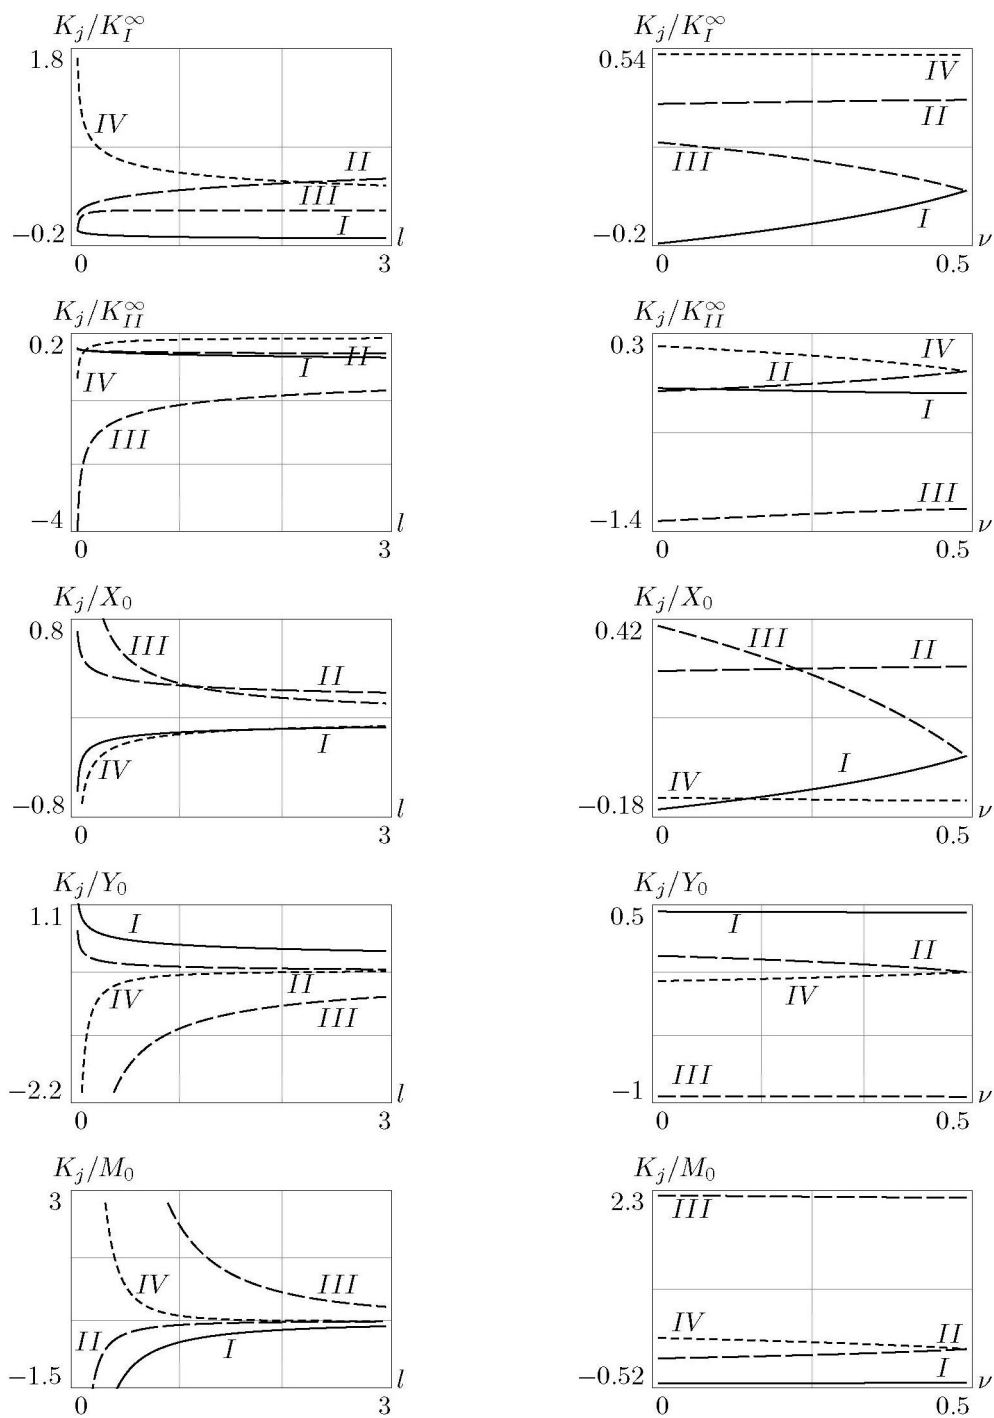 K_j/K_I^∞
1.8
IV
II
III
I
−0.2
l
0
3
K_j/K_I^∞
0.54
IV
II
III
I
−0.2
ν
0.5
K_j/K_{II}^∞
0.2
II
I
IV
III
−4
l
0
3
K_j/K_{II}^∞
0.3
IV
II
I
III
−1.4
ν
0.5
K_j/X_0
0.8
III
II
I
IV
−0.8
l
0
3
K_j/X_0
0.42
III
II
I
IV
−0.18
ν
0
0.5
K_j/Y_0
1.1
I
II
IV
III
−2.2
l
0
3
K_j/Y_0
0.5
I
II
IV
III
−1
ν
0
0.5
K_j/M_0
3
IV
III
II
I
−1.5
l
0
3
K_j/M_0
2.3
III
IV
II
I
−0.52
ν
0
0.5